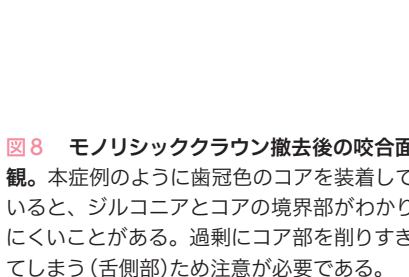 図8 モノリシッククラウン撤去後の咬合面
観。本症例のように歯冠色のコアを装着して
いると、ジルコニアとコアの境界部がわかり
にくいことがある。過剰にコア部を削りすぎ
てしまう(舌側部)ため注意が必要である。